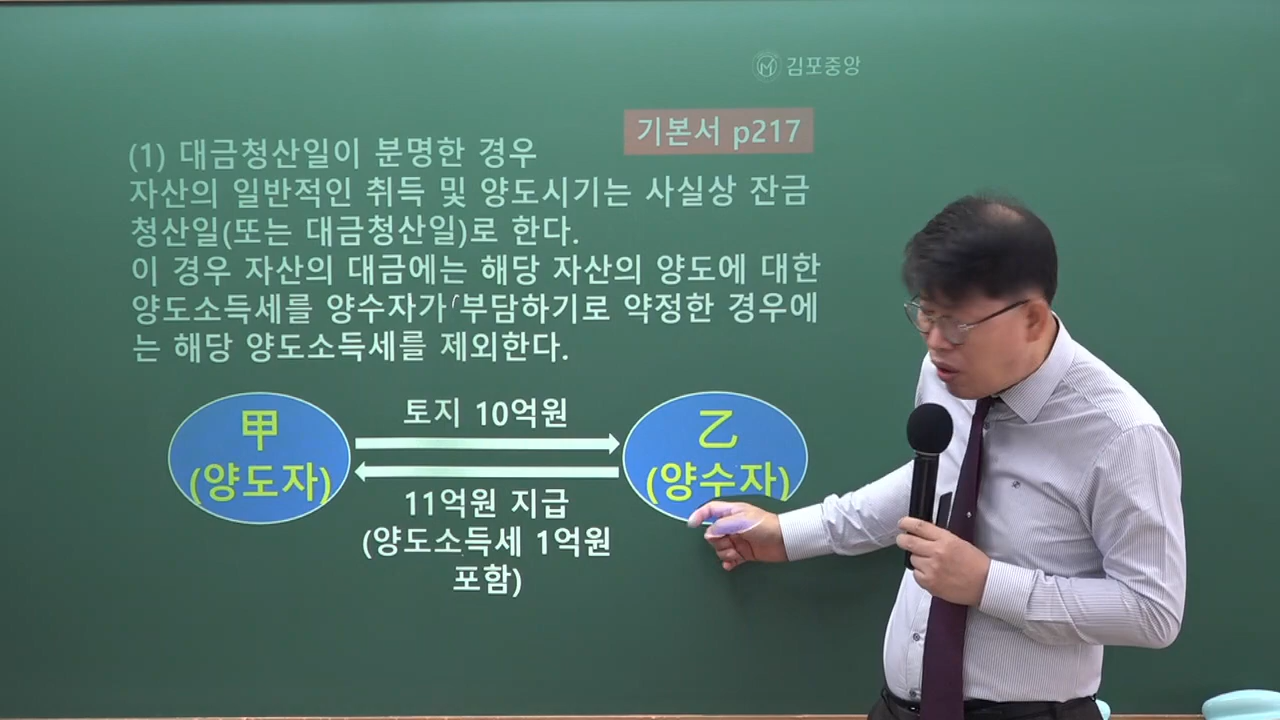 김포중앙
기본서 p217
(1) 대금청산일이 분명한 경우
자산의 일반적인 취득 및 양도시기는 사실상 잔금
청산일(또는 대금청산일)로 한다.
이 경우 자산의 대금에는 해당 자산의 양도에 대한
양도소득세를 양수자가 부담하기로 약정한 경우에
는 해당 양도소득세를 제외한다.
甲
(양도자)
토지 10억원
乙
(양수자)
11억원 지급
(양도소득세 1억원
포함)